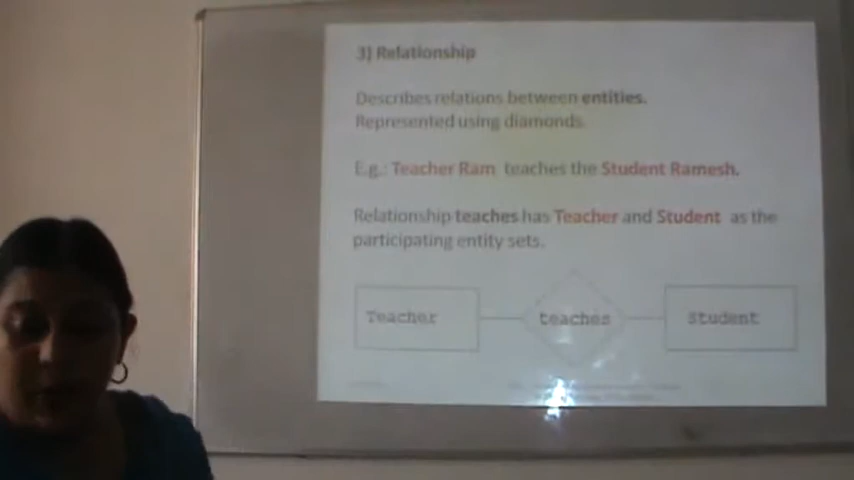 3) Relationship
Describes relations between entities.
Represented using diamonds.
E.g.: Teacher Ram teaches the Student Ramesh.
Relationship teaches has Teacher and Student as the
participating entity sets.
Teacher teaches Student